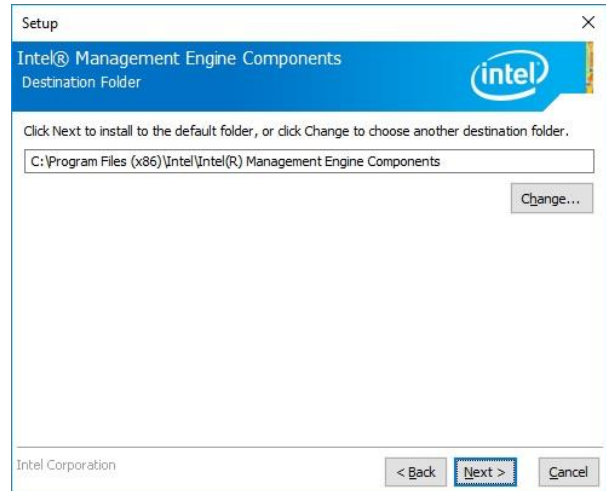 Setup
Intel® Management Engine Components
Destination Folder
intel
Click Next to install to the default folder, or click Change to choose another destination folder.
C:\Program Files (x86)\Intel\Intel(R) Management Engine Components
Change...
Intel Corporation
< Back Next > Cancel